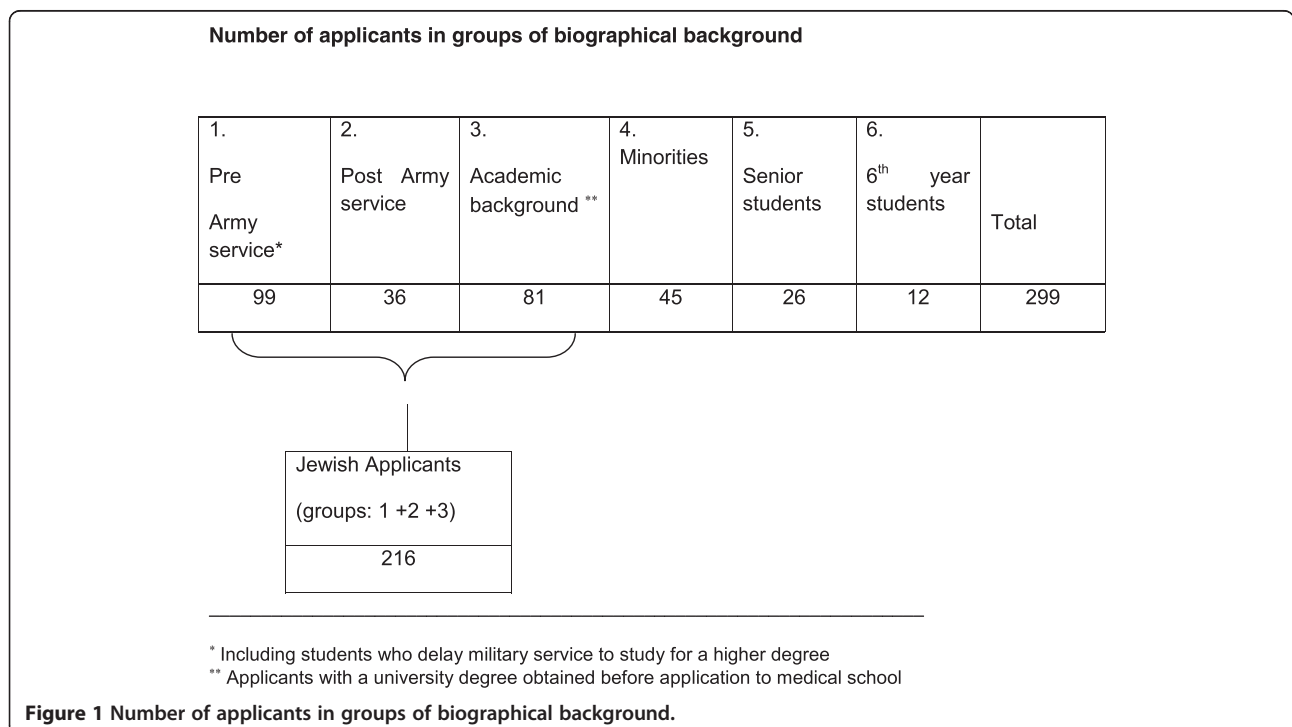 Number of applicants in groups of biographical background
1.
Pre
Army
service*
2.
Post Army
service
3.
Academic
background **
4.
Minorities
5.
Senior
students
6.
6th year
students
Total
99 36 81 45 26 12 299
Jewish Applicants
(groups: 1 +2 +3)
216
* Including students who delay military service to study for a higher degree
** Applicants with a university degree obtained before application to medical school
Figure 1 Number of applicants in groups of biographical background.